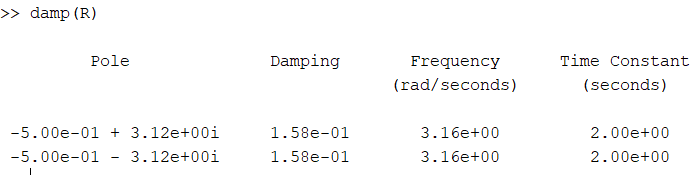 >> damp(R)
Pole Damping Frequency Time Constant
(rad/seconds) (seconds)
-5.00e-01 + 3.12e+00i 1.58e-01 3.16e+00 2.00e+00
-5.00e-01 - 3.12e+00i 1.58e-01 3.16e+00 2.00e+00